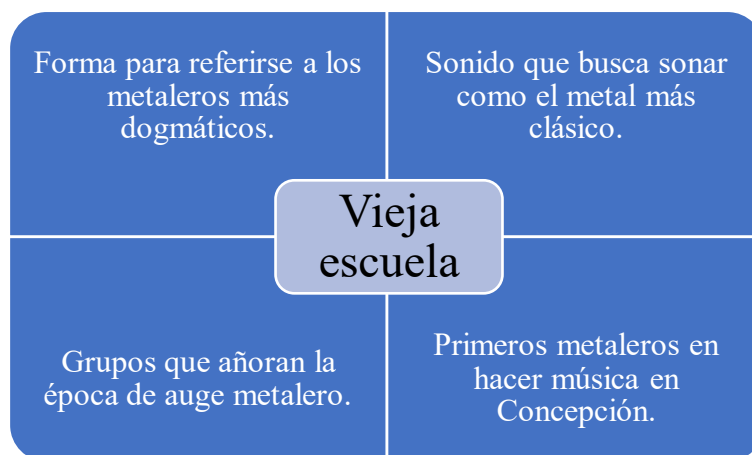 Forma para referirse a los
metaleros más
dogmáticos.
Sonido que busca sonar
como el metal más
clásico.
Vieja
escuela
Grupos que añoran la
época de auge metalero.
Primeros metaleros en
hacer música en
Concepción.